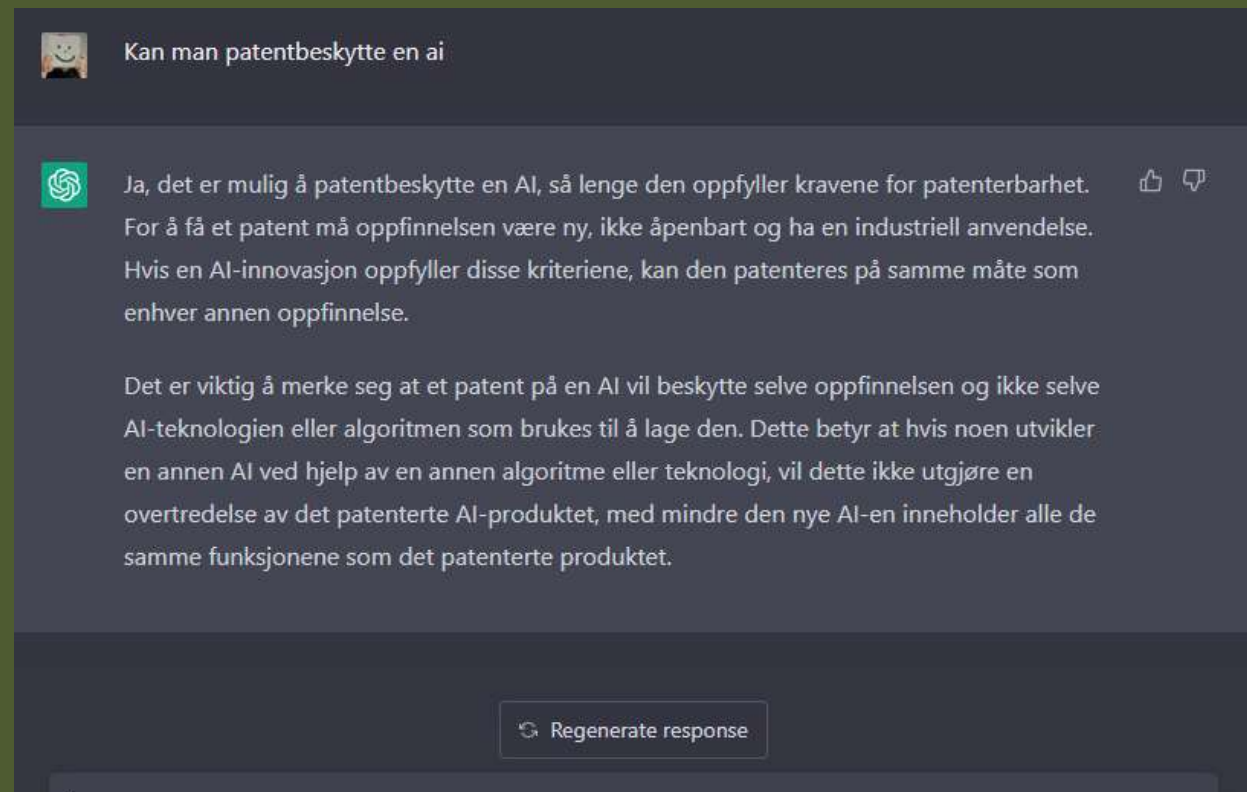 Kan man patentbeskytte en ai
Ja, det er mulig å patentbeskytte en AI, så lenge den oppfyller kravene for patenterbarhet.
For å få et patent må oppfinnelsen være ny, ikke åpenbart og ha en industriell anvendelse.
Hvis en AI-innovasjon oppfyller disse kriteriene, kan den patenteres på samme måte som
enhver annen oppfinnelse.
Det er viktig å merke seg at et patent på en AI vil beskytte selve oppfinnelsen og ikke selve
AI-teknologien eller algoritmen som brukes til å lage den. Dette betyr at hvis noen utvikler
en annen AI ved hjelp av en annen algoritme eller teknologi, vil dette ikke utgjøre en
overtredelse av det patenterte AI-produktet, med mindre den nye AI-en inneholder alle de
samme funksjonene som det patenterte produktet.
Regenerate response